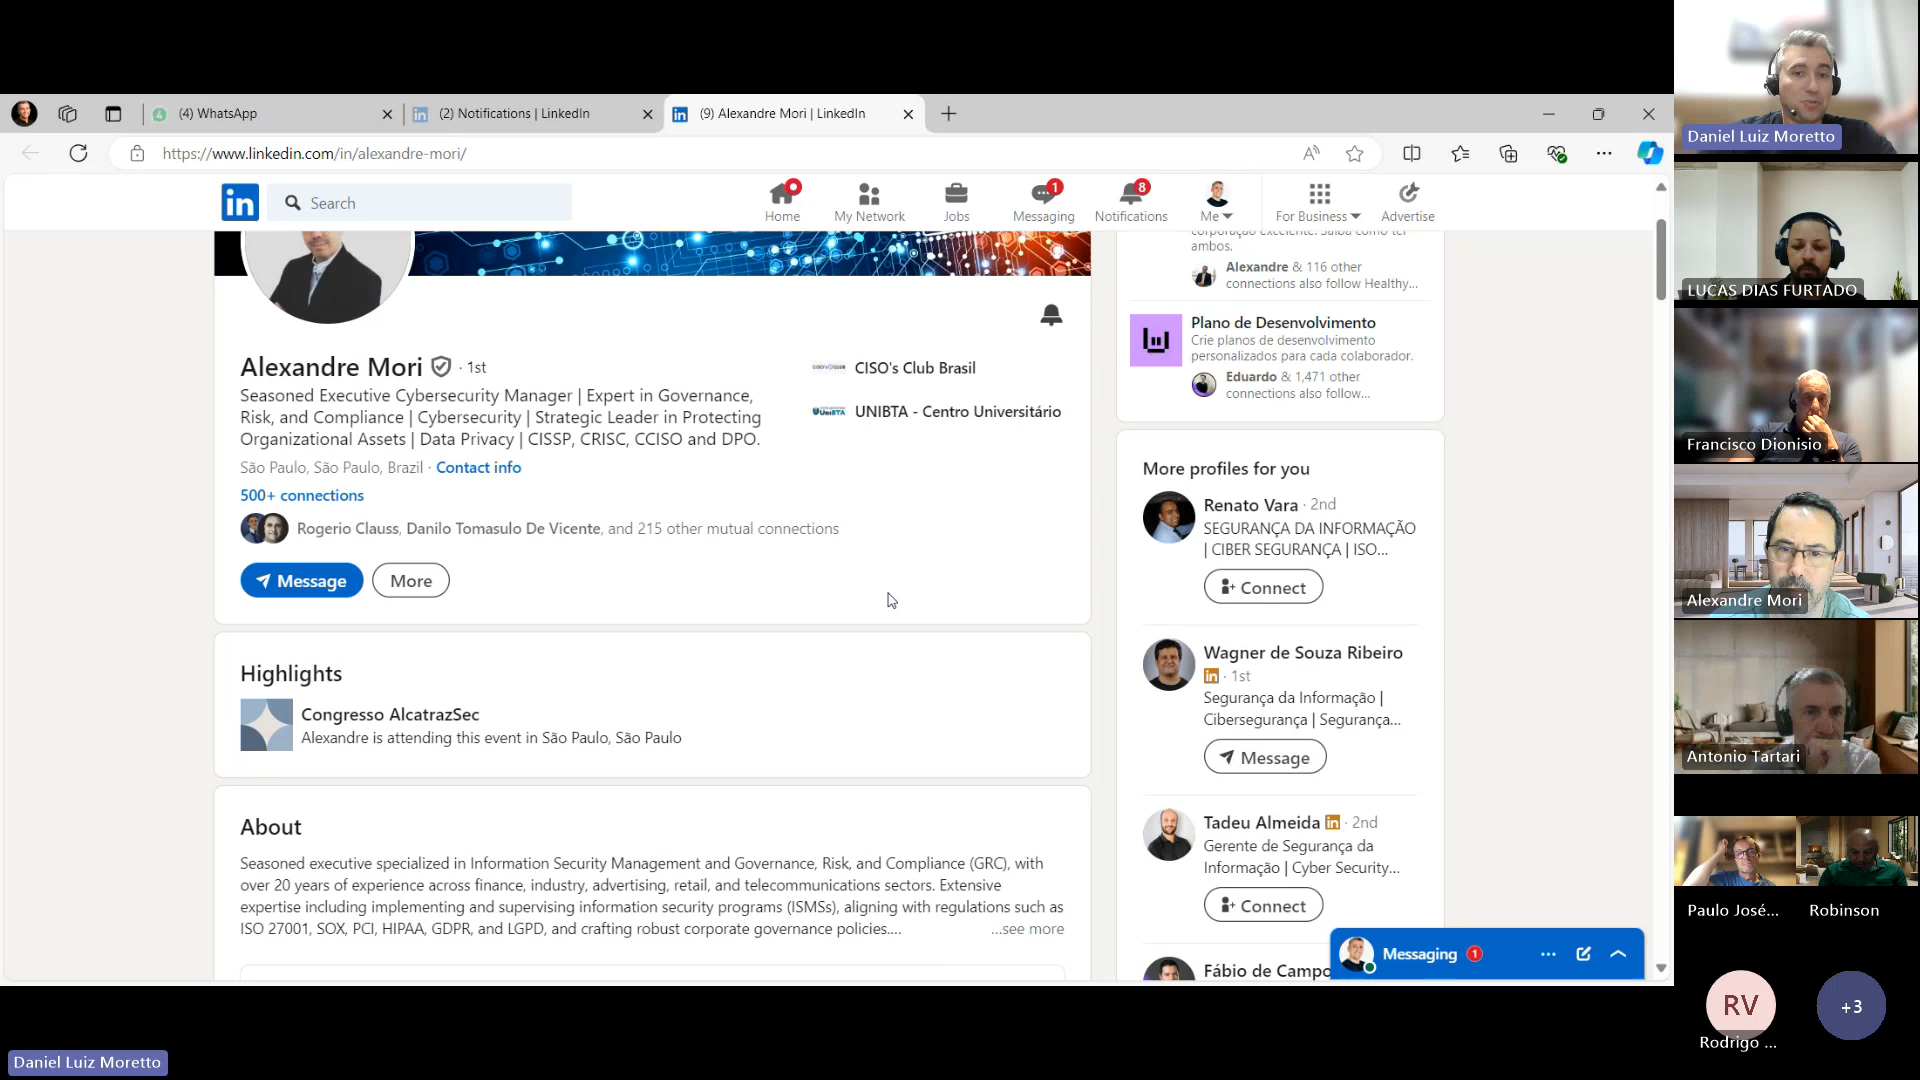 (4) WhatsApp
(2) Notifications | LinkedIn
(9) Alexandre Mori | LinkedIn
https://www.linkedin.com/in/alexandre-mori/
in
Search
Home
My Network
Jobs
1
Messaging
8
Notifications
Me
For Business
Advertise
Alexandre Mori · 1st
Seasoned Executive Cybersecurity Manager | Expert in Governance,
Risk, and Compliance | Cybersecurity | Strategic Leader in Protecting
Organizational Assets | Data Privacy | CISSP, CRISC, CCISO and DPO.
São Paulo, São Paulo, Brazil · Contact info
500+ connections
Rogerio Clauss, Danilo Tomasulo De Vicente, and 215 other mutual connections
Message
More
CISO's Club Brasil
UNIBTA - Centro Universitário
Highlights
Congresso AlcatrazSec
Alexandre is attending this event in São Paulo, São Paulo
About
Seasoned executive specialized in Information Security Management and Governance, Risk, and Compliance (GRC), with
over 20 years of experience across finance, industry, advertising, retail, and telecommunications sectors. Extensive
expertise including implementing and supervising information security programs (ISMSs), aligning with regulations such as
ISO 27001, SOX, PCI, HIPAA, GDPR, and LGPD, and crafting robust corporate governance policies....
...see more
corporação excelente. Saiba como ter
ambos.
Alexandre & 116 other
connections also follow Healthy...
Plano de Desenvolvimento
Crie planos de desenvolvimento
personalizados para cada colaborador.
Eduardo & 1,471 other
connections also follow...
More profiles for you
Renato Vara · 2nd
SEGURANÇA DA INFORMAÇÃO
| CIBER SEGURANÇA | ISO...
Connect
Wagner de Souza Ribeiro
in · 1st
Segurança da Informação |
Cibersegurança | Segurança...
Message
Tadeu Almeida in · 2nd
Gerente de Segurança da
Informação | Cyber Security...
Connect
Fábio de Campo
Messaging 1
Daniel Luiz Moretto
LUCAS DIAS FURTADO
Francisco Dionisio
Alexandre Mori
Antonio Tartari
Paulo José...
Robinson
RV
+3
Rodrigo ...
Daniel Luiz Moretto